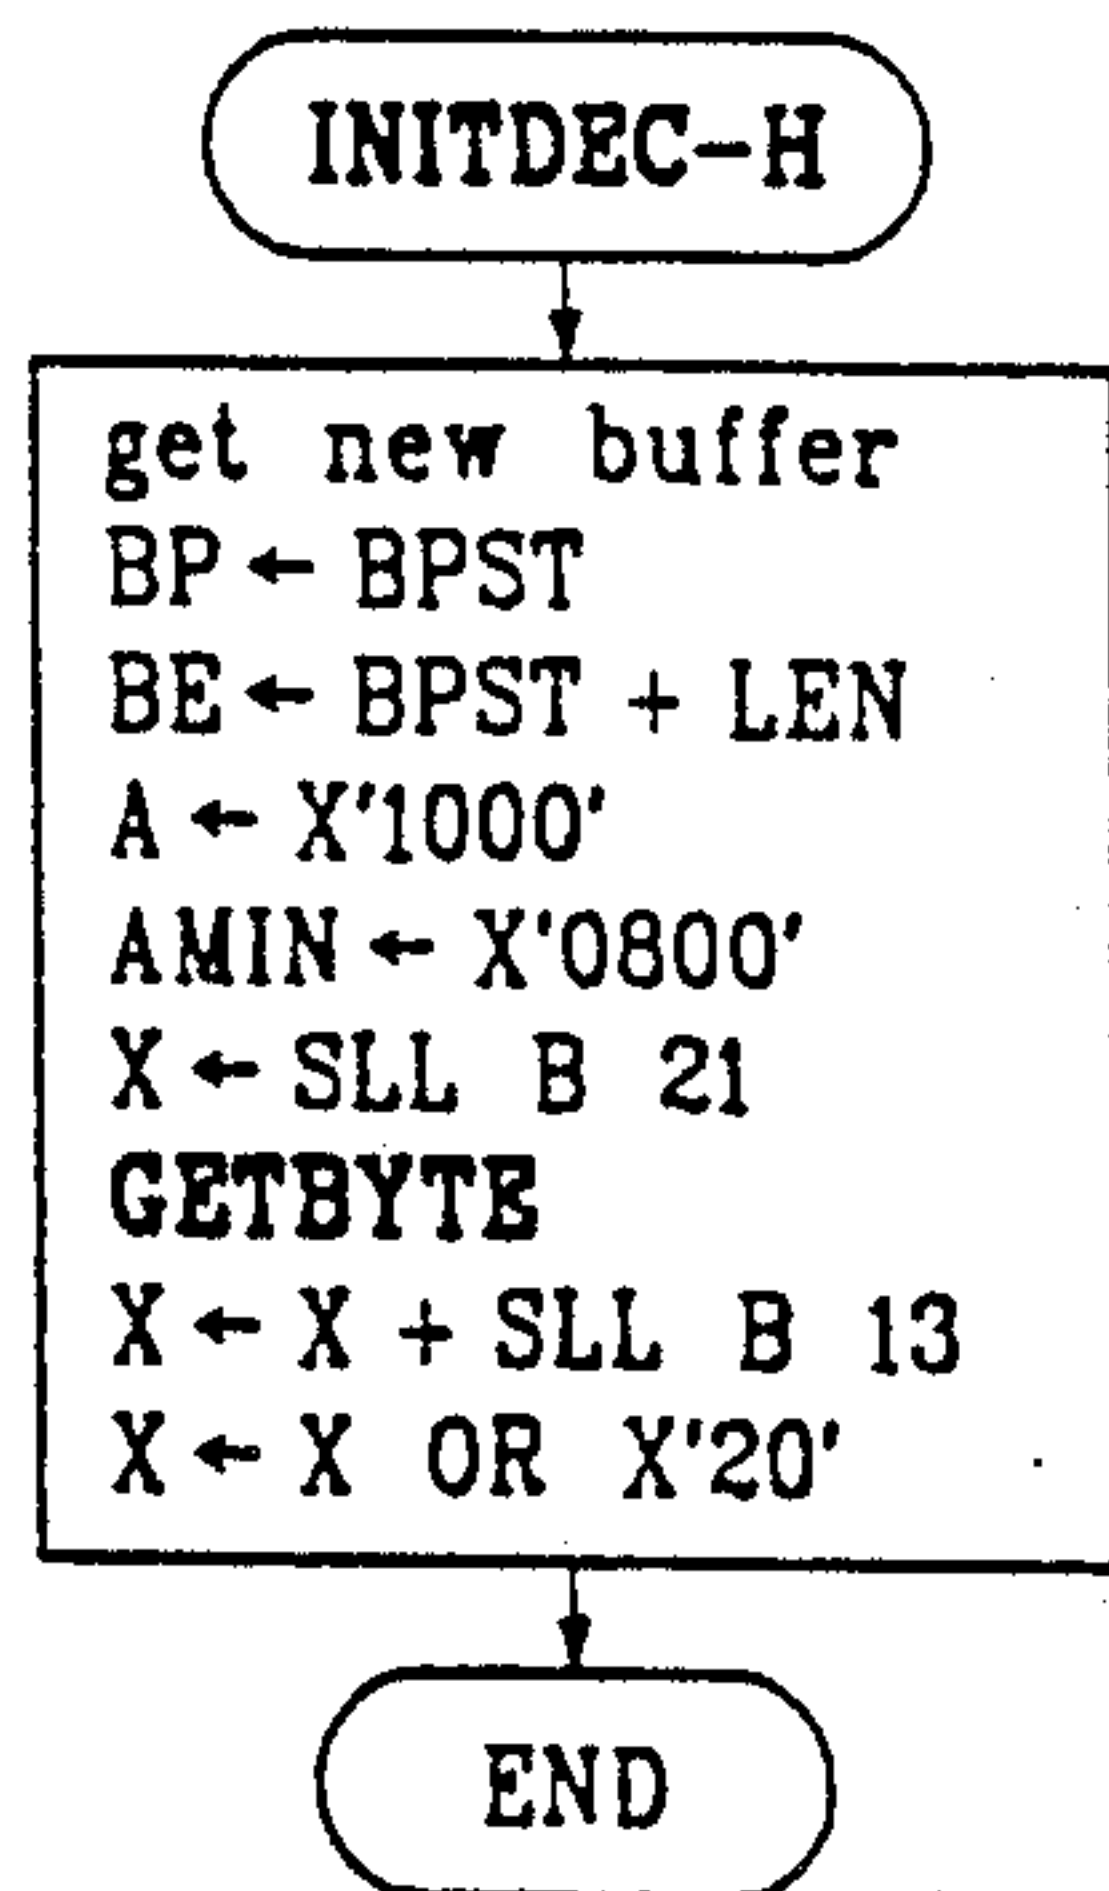 INITDEC-H
get new buffer
BP ← BPST
BE ← BPST + LEN
A ← X'1000'
AMIN ← X'0800'
X ← SLL B 21
GETBYTE
X ← X + SLL B 13
X ← X OR X'20'
END